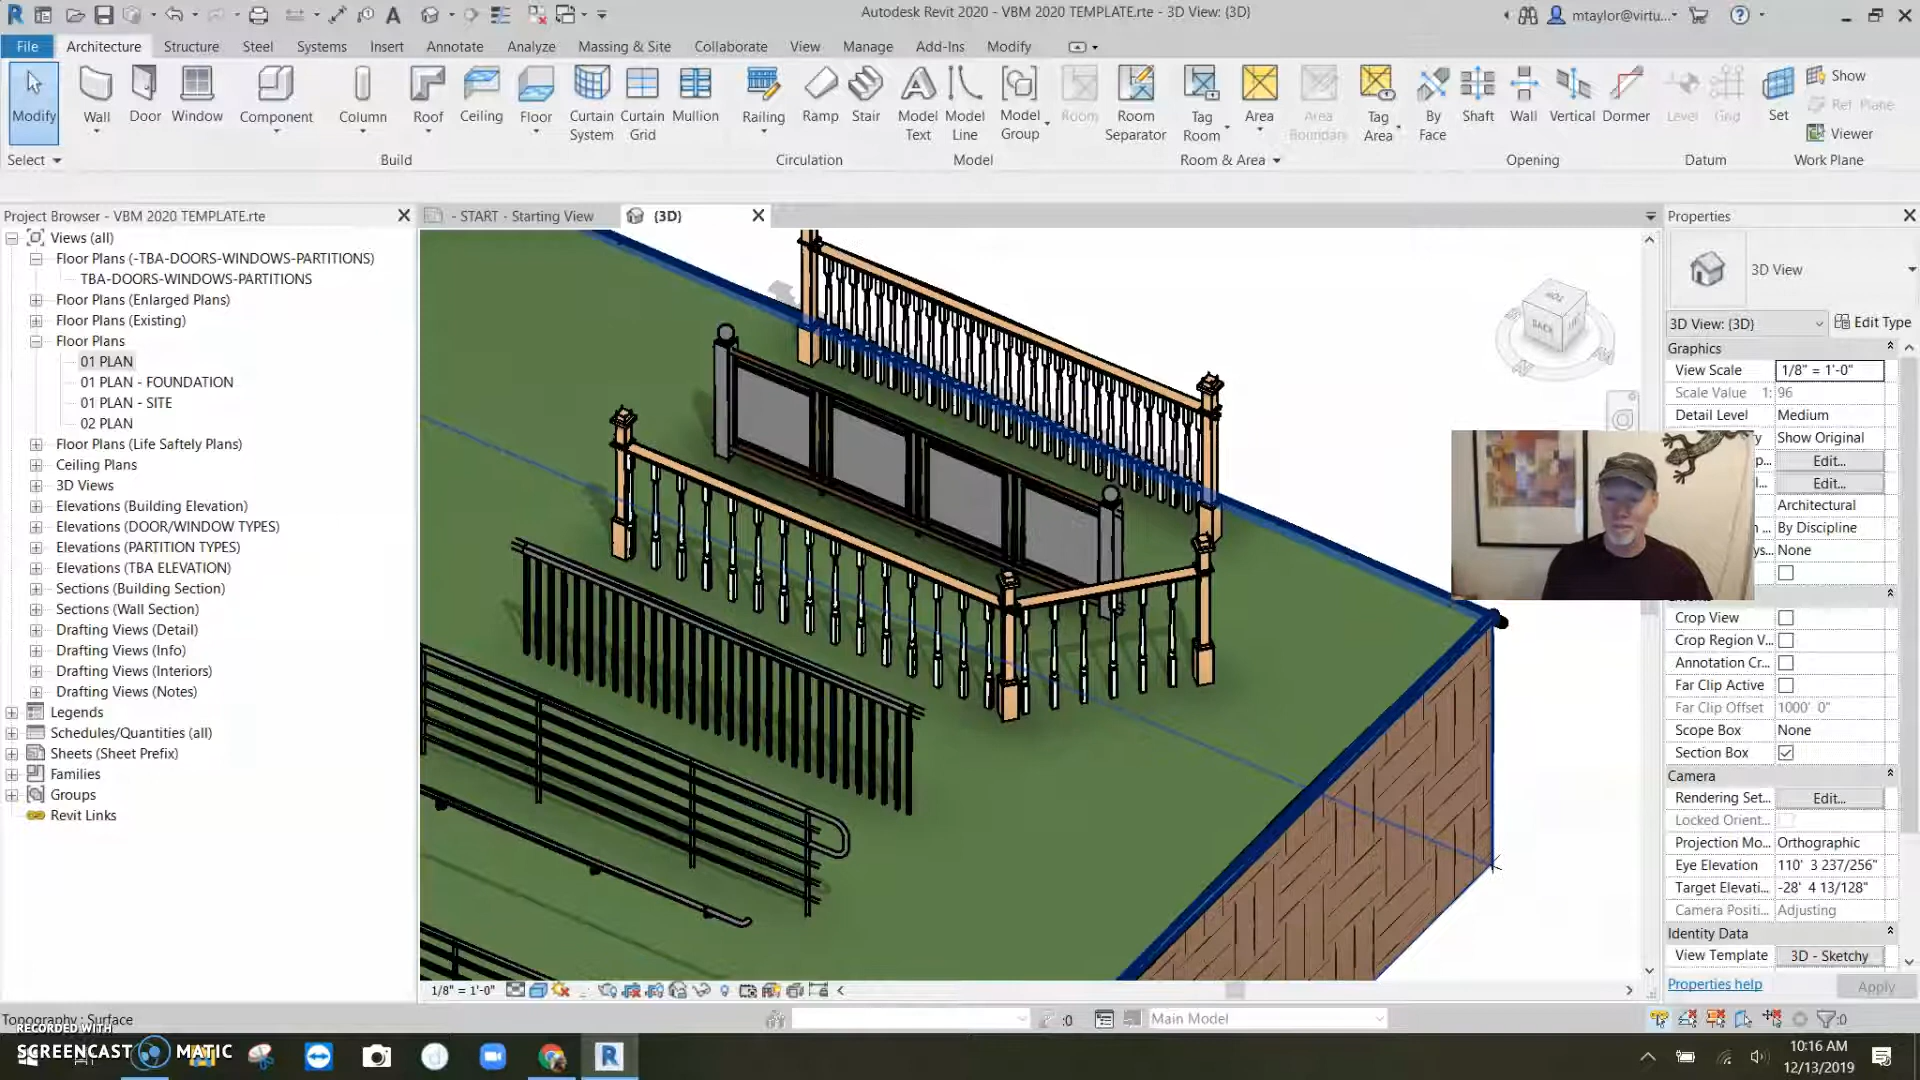 Autodesk Revit 2020 - VBM 2020 TEMPLATE.rte - 3D View: {3D}
mtaylor@virtu...
File
Architecture
Structure
Steel
Systems
Insert
Annotate
Analyze
Massing & Site
Collaborate
View
Manage
Add-Ins
Modify
Modify
Wall
Door
Window
Component
Column
Roof
Ceiling
Floor
Curtain System
Curtain Grid
Mullion
Railing
Ramp
Stair
Model Text
Model Line
Model Group
Room
Room Separator
Tag Room
Area
Area Boundary
Tag Area
By Face
Shaft
Wall
Vertical
Dormer
Level
Grid
Set
Show
Ref Plane
Viewer
Select
Build
Circulation
Model
Room & Area
Opening
Datum
Work Plane
Project Browser - VBM 2020 TEMPLATE.rte
Views (all)
Floor Plans (-TBA-DOORS-WINDOWS-PARTITIONS)
TBA-DOORS-WINDOWS-PARTITIONS
Floor Plans (Enlarged Plans)
Floor Plans (Existing)
Floor Plans
01 PLAN
01 PLAN - FOUNDATION
01 PLAN - SITE
02 PLAN
Floor Plans (Life Saftely Plans)
Ceiling Plans
3D Views
Elevations (Building Elevation)
Elevations (DOOR/WINDOW TYPES)
Elevations (PARTITION TYPES)
Elevations (TBA ELEVATION)
Sections (Building Section)
Sections (Wall Section)
Drafting Views (Detail)
Drafting Views (Info)
Drafting Views (Interiors)
Drafting Views (Notes)
Legends
Schedules/Quantities (all)
Sheets (Sheet Prefix)
Families
Groups
Revit Links
- START - Starting View
{3D}
TOP
BACK
Properties
3D View
3D View: {3D}
Edit Type
Graphics
View Scale 1/8" = 1'-0"
Scale Value 1: 96
Detail Level Medium
Show Original
Edit...
Edit...
Architectural
By Discipline
None
Crop View
Crop Region V...
Annotation Cr...
Far Clip Active
Far Clip Offset 1000' 0"
Scope Box None
Section Box
Camera
Rendering Set... Edit...
Locked Orient...
Projection Mo... Orthographic
Eye Elevation 110' 3 237/256"
Target Elevati... -28' 4 13/128"
Camera Positi... Adjusting
Identity Data
View Template 3D - Sketchy
Properties help
Apply
1/8" = 1'-0"
Topography : Surface
:0
Main Model
:0
RECORDED WITH
SCREENCAST MATIC
10:16 AM
12/13/2019